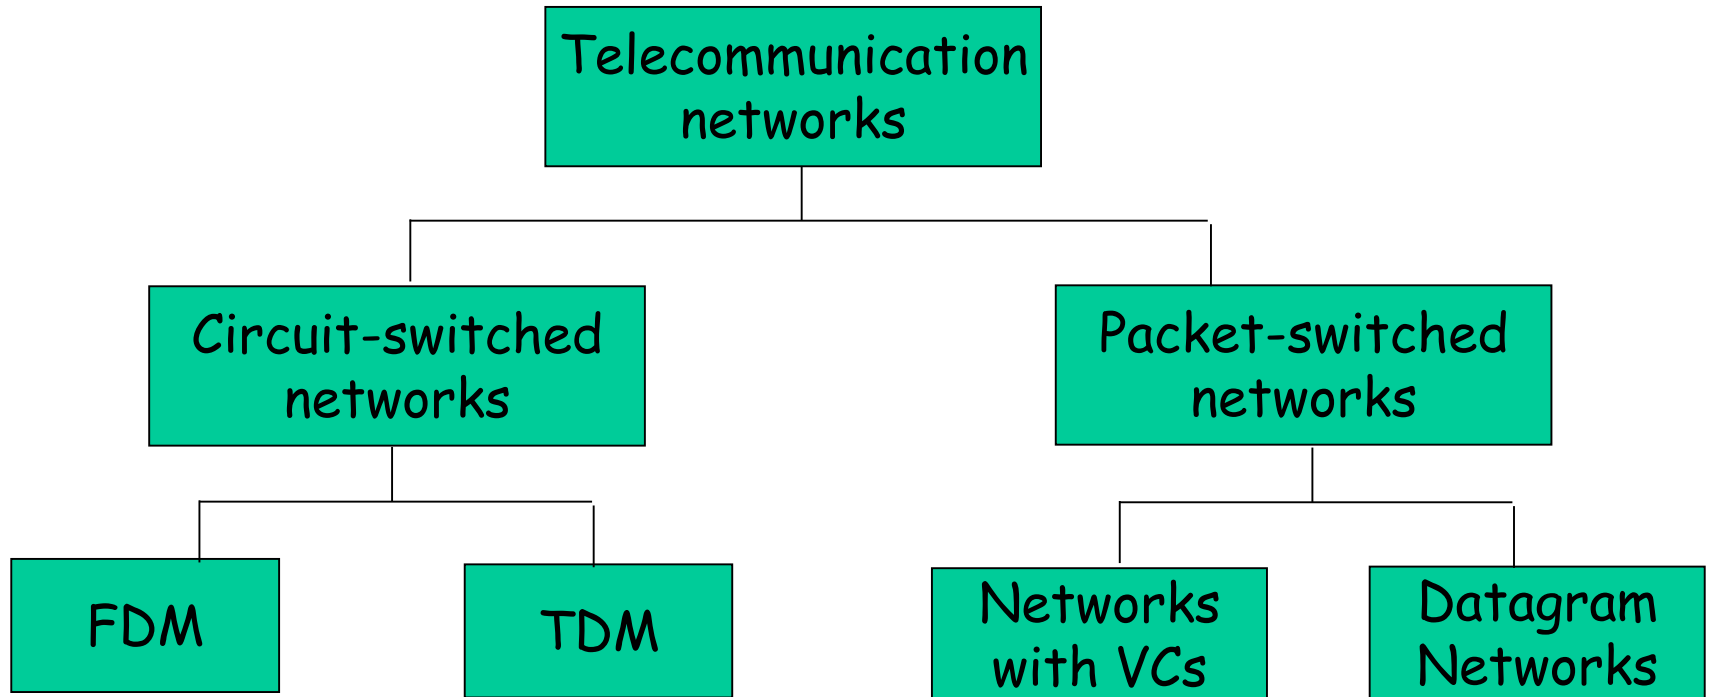 Telecommunication
networks
Circuit-switched
networks
Packet-switched
networks
FDM
TDM
Networks
with VCs
Datagram
Networks